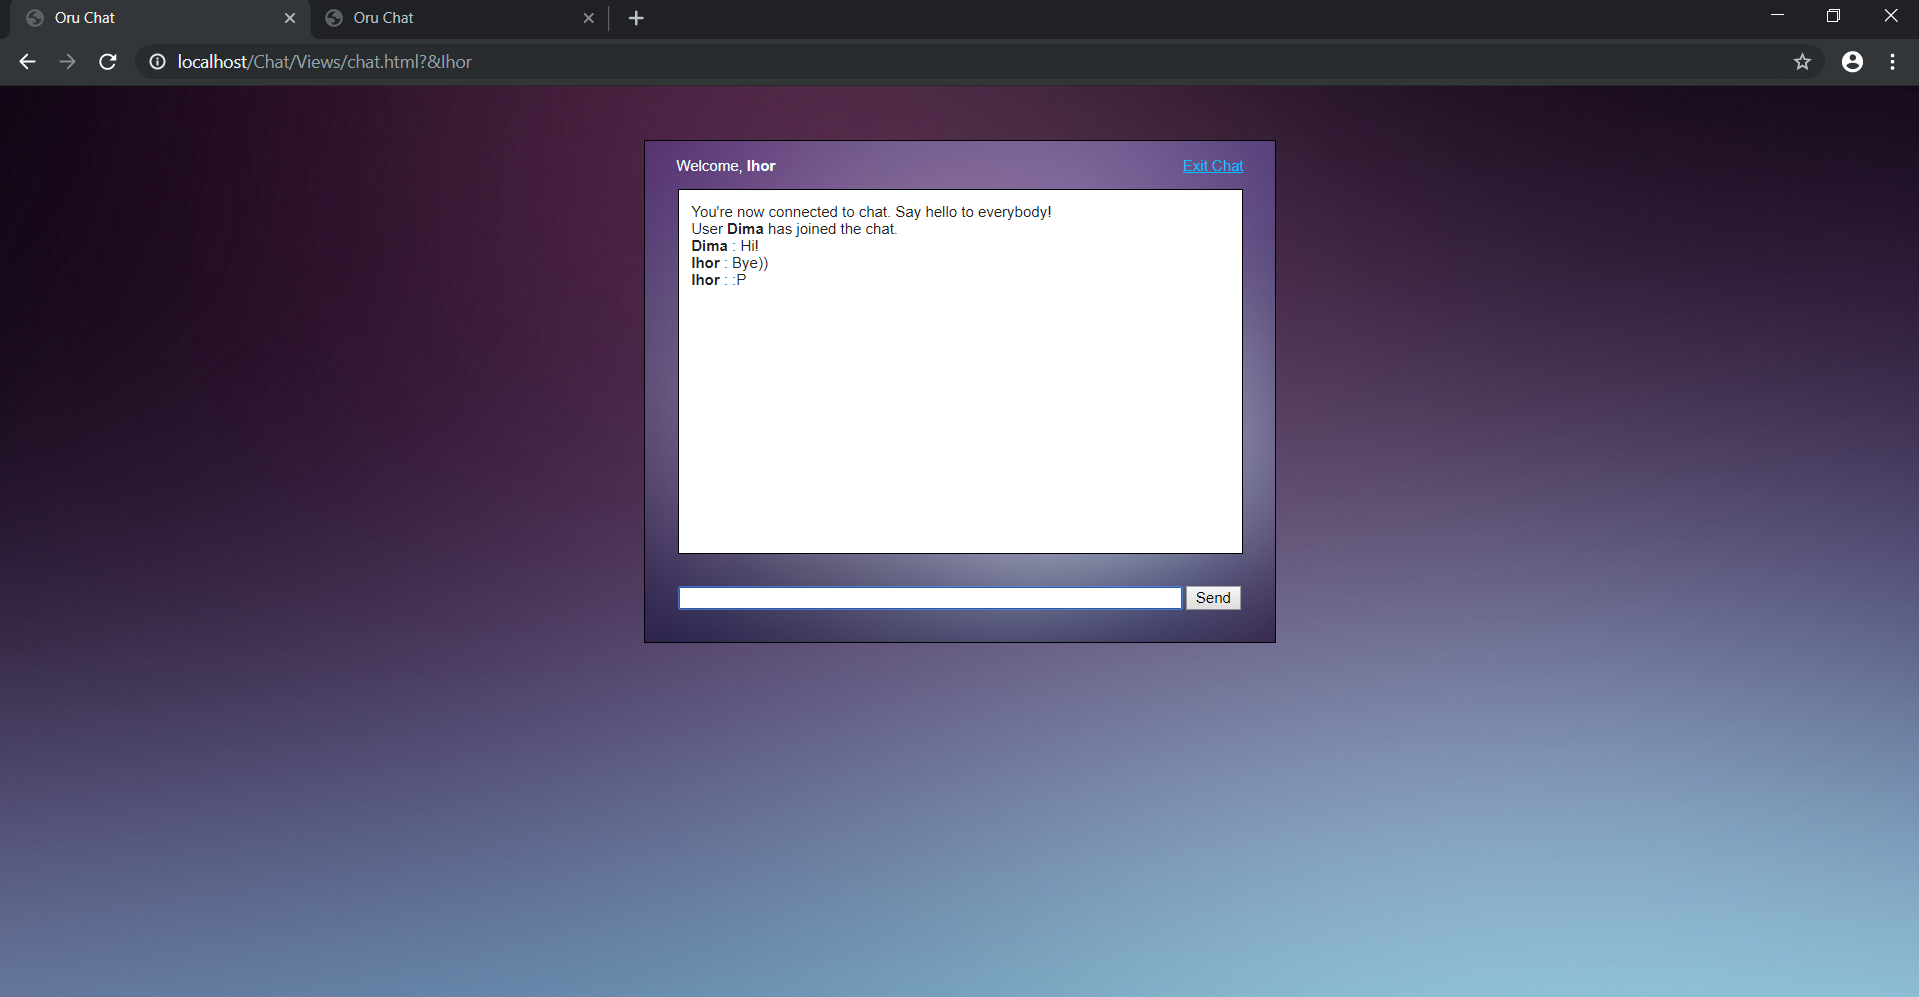 Oru Chat
Oru Chat
localhost/Chat/Views/chat.html?&Ihor
Welcome, Ihor
Exit Chat
You're now connected to chat. Say hello to everybody!
User Dima has joined the chat.
Dima : Hi!
Ihor : Bye))
Ihor : :P
Send